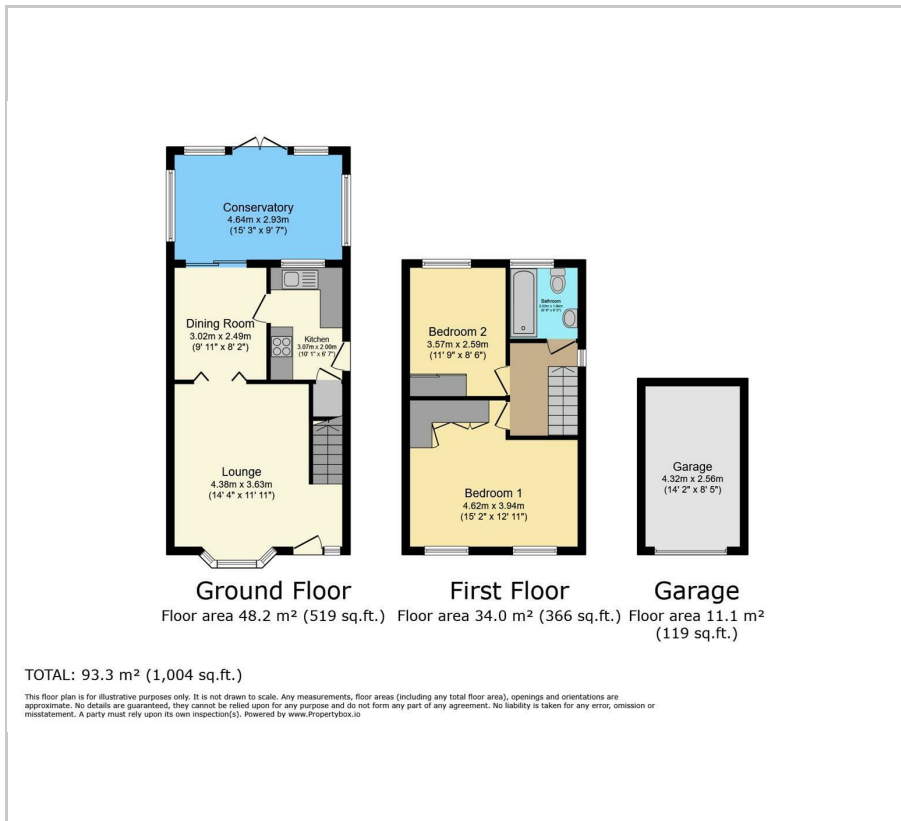 Conservatory
4.64m x 2.93m
(15' 3" x 9' 7")
Dining Room
3.02m x 2.49m
(9' 11" x 8' 2")
Kitchen
3.07m x 2.00m
(10' 1" x 6' 7")
Lounge
4.38m x 3.63m
(14' 4" x 11' 11")
Ground Floor
Floor area 48.2 m² (519 sq.ft.)
Bathroom
Bedroom 2
3.57m x 2.59m
(11' 9" x 8' 6")
Bedroom 1
4.62m x 3.94m
(15' 2" x 12' 11")
First Floor
Floor area 34.0 m² (366 sq.ft.)
Garage
4.32m x 2.56m
(14' 2" x 8' 5")
Garage
Floor area 11.1 m²
(119 sq.ft.)
TOTAL: 93.3 m² (1,004 sq.ft.)
This floor plan is for illustrative purposes only. It is not drawn to scale. Any measurements, floor areas (including any total floor area), openings and orientations are
approximate. No details are guaranteed, they cannot be relied upon for any purpose and do not form any part of any agreement. No liability is taken for any error, omission or
misstatement. A party must rely upon its own inspection(s). Powered by www.Propertybox.io